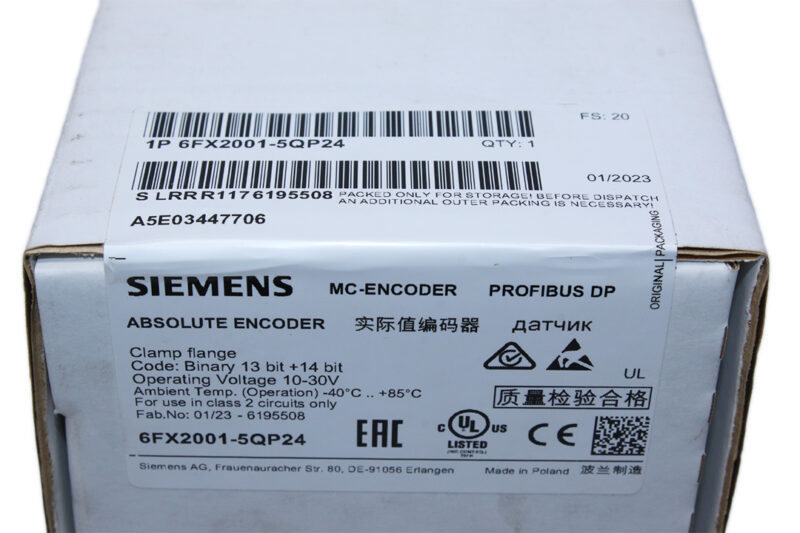 FS: 20
1P 6FX2001-5QP24 QTY: 1
01/2023
S LRRR1176195508 PACKED ONLY FOR STORAGE! BEFORE DISPATCH
AN ADDITIONAL OUTER PACKING IS NECESSARY!
A5E03447706
ORIGINAL PACKAGING
SIEMENS MC-ENCODER PROFIBUS DP
ABSOLUTE ENCODER 实际值编码器 датчик
Clamp flange
Code: Binary 13 bit +14 bit
Operating Voltage 10-30V
Ambient Temp. (Operation) -40°C .. +85°C
For use in class 2 circuits only
Fab.No: 01/23 - 6195508
UL
质量检验合格
6FX2001-5QP24
EAC
C UL US
LISTED
CE
Siemens AG, Frauenauracher Str. 80, DE-91056 Erlangen Made in Poland 波兰制造